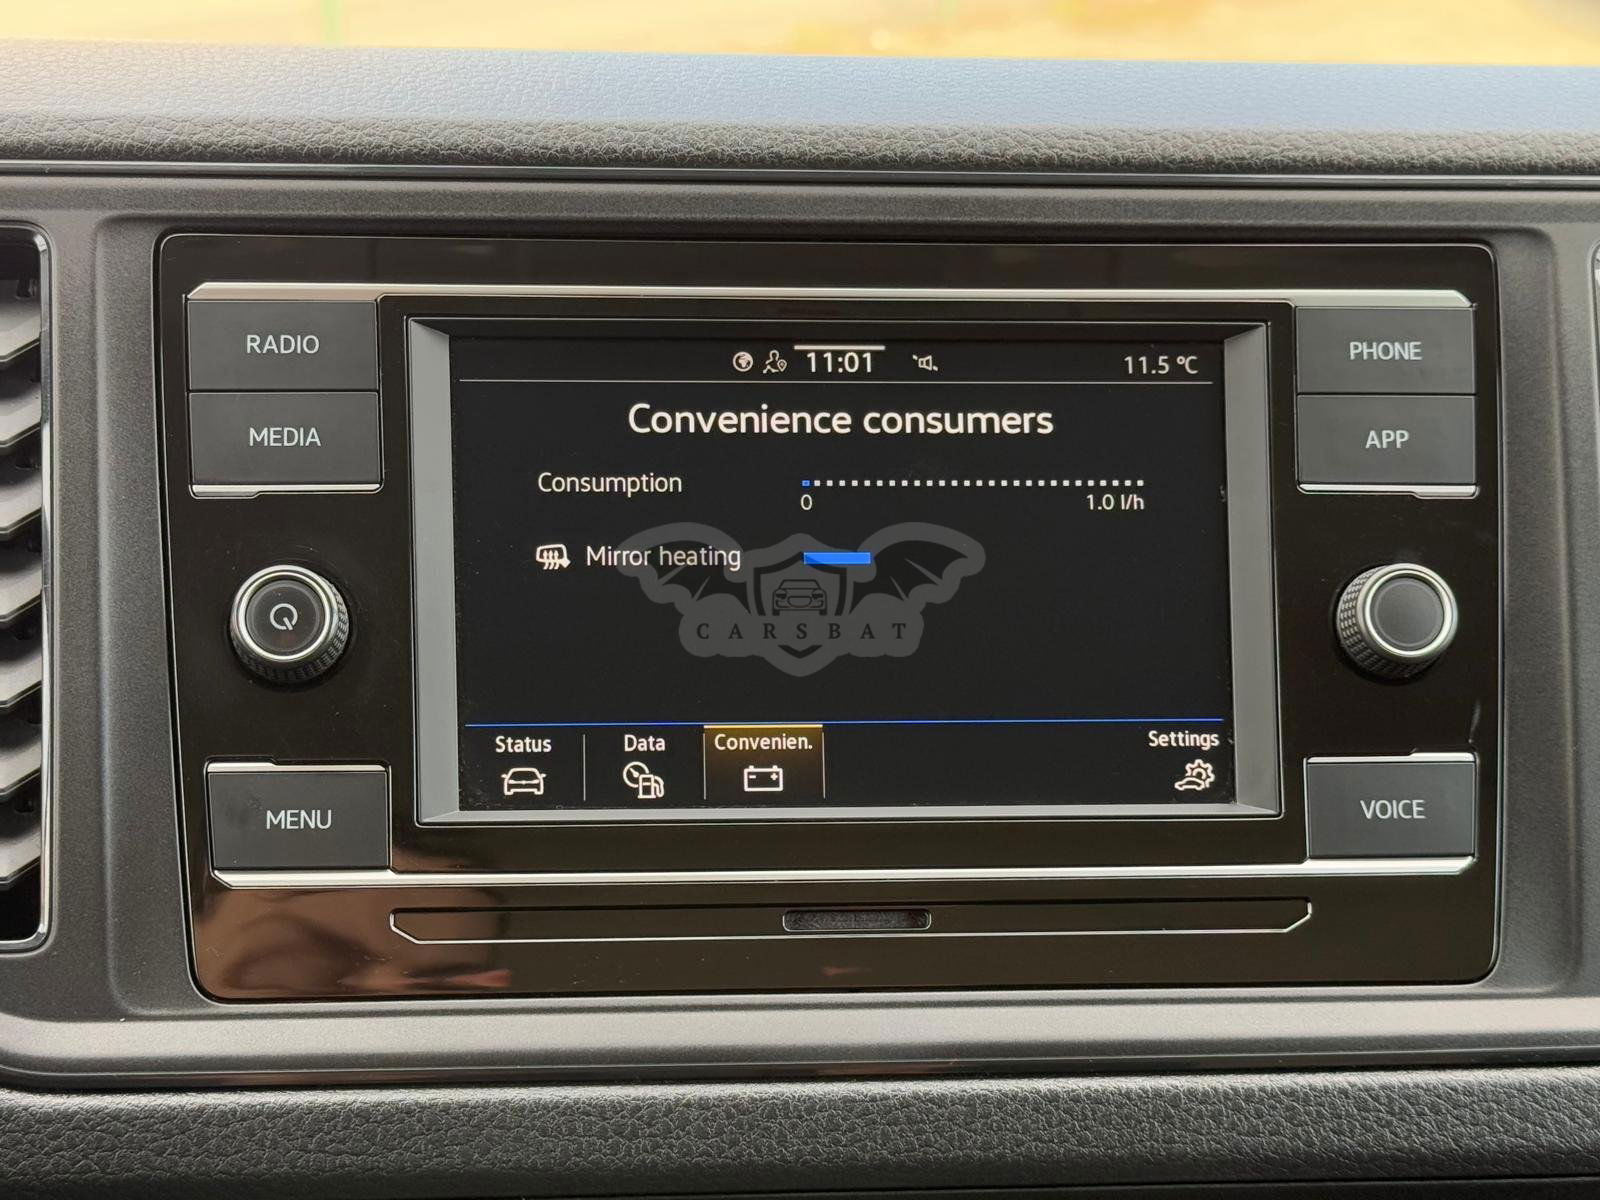 RADIO
MEDIA
MENU
11:01
11.5 °C
Convenience consumers
Consumption
0
1.0 l/h
Mirror heating
CARSBAT
Status
Data
Convenien.
Settings
PHONE
APP
VOICE